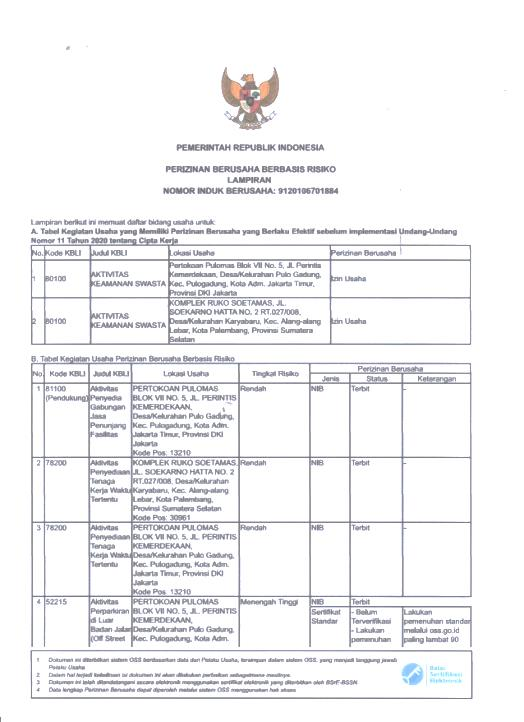 PEMERINTAH REPUBLIK INDONESIA
PERIZINAN BERUSAHA BERBASIS RISIKO
LAMPIRAN
NOMOR INDUK BERUSAHA: 9120106701884
Lampiran berikut ini memuat daftar bidang usaha untuk:
A. Tabel Kegiatan Usaha yang Memiliki Perizinan Berusaha yang Berlaku Efektif sebelum implementasi Undang-Undang
Nomor 11 Tahun 2020 tentang Cipta Kerja
No. Kode KBLI Judul KBLI Lokasi Usaha Perizinan Berusaha
1 80100 AKTIVITAS KEAMANAN SWASTA
Pertokoan Pulomas Blok VII No. 5, JL Perintis
Kemerdekaan, Desa/Kelurahan Pulo Gadung,
Kec. Pulogadung, Kota Adm. Jakarta Timur,
Provinsi DKI Jakarta
Izin Usaha
2 80100 AKTIVITAS KEAMANAN SWASTA
KOMPLEK RUKO SOETAMAS, JL.
SOEKARNO HATTA NO. 2 RT.027/008,
Desa/Kelurahan Karyabaru, Kec. Alang-alang
Lebar, Kota Palembang, Provinsi Sumatera
Selatan
Izin Usaha
B. Tabel Kegiatan Usaha Perizinan Berusaha Berbasis Risiko
No. Kode KBLI Judul KBLI Lokasi Usaha Tingkat Risiko Perizinan Berusaha
Jenis Status Keterangan
1 81100 Aktivitas PERTOKOAN PULOMAS Rendah NIB Terbit -
(Pendukung) Penyedia BLOK VII NO. 5, JL. PERINTIS
Gabungan KEMERDEKAAN,
Jasa Desa/Kelurahan Pulo Gadung,
Penunjang Kec. Pulogadung, Kota Adm.
Fasilitas Jakarta Timur, Provinsi DKI
Jakarta
Kode Pos: 13210
2 78200 Aktivitas KOMPLEK RUKO SOETAMAS, Rendah NIB Terbit -
Penyediaan JL. SOEKARNO HATTA NO. 2
Tenaga RT.027/008, Desa/Kelurahan
Kerja Waktu Karyabaru, Kec. Alang-alang
Tertentu Lebar, Kota Palembang,
Provinsi Sumatera Selatan
Kode Pos: 30961
3 78200 Aktivitas PERTOKOAN PULOMAS Rendah NIB Terbit -
Penyediaan BLOK VII NO. 5, JL. PERINTIS
Tenaga KEMERDEKAAN,
Kerja Waktu Desa/Kelurahan Pulo Gadung,
Tertentu Kec. Pulogadung, Kota Adm.
Jakarta Timur, Provinsi DKI
Jakarta
Kode Pos: 13210
4 52215 Aktivitas PERTOKOAN PULOMAS Menengah Tinggi NIB Terbit
Perparkiran BLOK VII NO. 5, JL. PERINTIS Sertifikat - Belum Lakukan
di Luar KEMERDEKAAN, Standar Terverifikasi pemenuhan standar
Badan Jalan Desa/Kelurahan Pulo Gadung, - Lakukan melalui oss.go.id
(Off Street Kec. Pulogadung, Kota Adm. pemenuhan paling lambat 90
1 Dokumen ini diterbitkan sistem OSS berdasarkan data dari Pelaku Usaha, tersimpan dalam sistem OSS, yang menjadi tanggung jawab
Pelaku Usaha
2 Dalam hal terjadi kekeliruan isi dokumen ini akan dilakukan perbaikan sebagaimana mestinya.
3 Dokumen ini telah ditandatangani secara elektronik menggunakan sertifikat elektronik yang diterbitkan oleh BSrE-BSSN.
4 Data lengkap Perizinan Berusaha dapat diperoleh melalui sistem OSS menggunakan hak akses
Balai
Sertifikasi
Elektronik